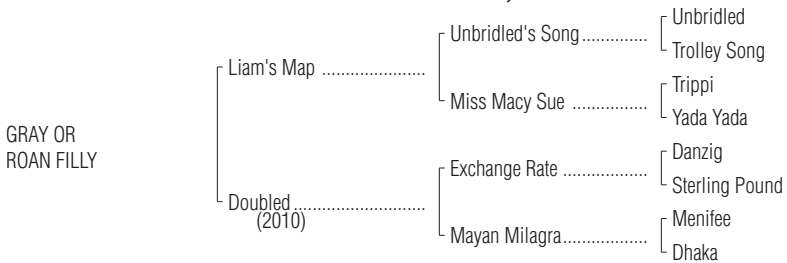 Unbridled
Unbridled's Song..............
Trolley Song
Liam's Map ......................
Trippi
Miss Macy Sue ................
Yada Yada
GRAY OR
ROAN FILLY
Danzig
Exchange Rate ..................
Sterling Pound
Doubled............................
(2010)
Menifee
Mayan Milagra..................
Dhaka